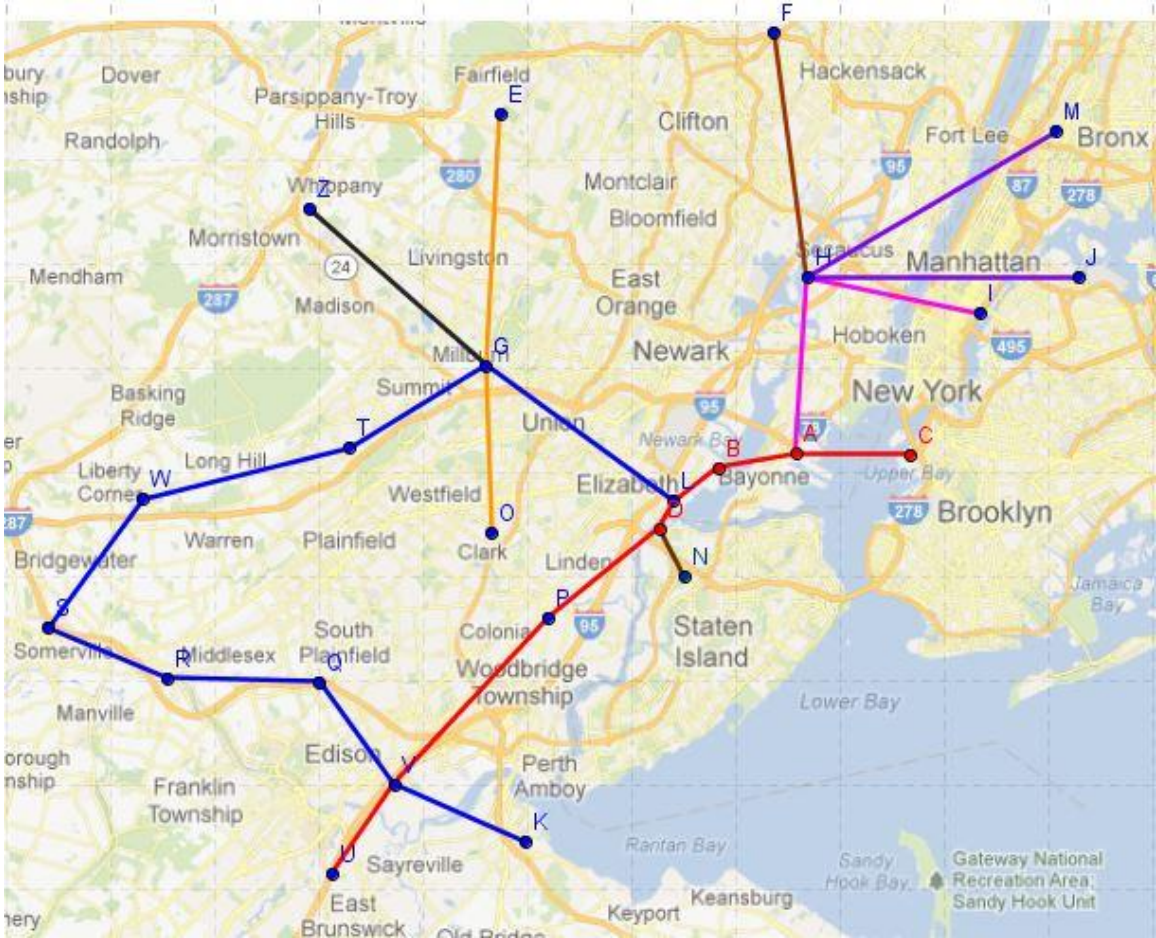 F
Hackensack
bury
nship
Dover
Fairfield
Parsippany-Troy
Hills
E
Clifton
95
Fort Lee
M
Bronx
Randolph
280
87
278
Whippany
Z
Montclair
Bloomfield
Morristown
Livingston
Secaucus
H
Manhattan
J
24
East
Orange
I
Mendham
287
Madison
Hoboken
495
Millburn
G
Newark
Summit
New York
Basking
Ridge
95
Union
T
Newark Bay
B
A
C
er
p
Liberty
Corner
Long Hill
W
Westfield
Elizabeth
L
Bayonne
Upper Bay
287
O
D
278
Brooklyn
Bridgewater
Warren
Plainfield
Clark
Linden
N
Jamaica
Bay
S
P
Somerville
South
Plainfield
Colonia
95
Staten
Island
R
Middlesex
Q
Woodbridge
Township
Manville
Lower Bay
Edison
V
orough
nship
Franklin
Township
Perth
Amboy
K
U
Sayreville
Raritan Bay
Sandy
Hook Bay
Gateway National
Recreation Area;
Sandy Hook Unit
East
Brunswick
Keansburg
nery
Old Bridge
Keyport